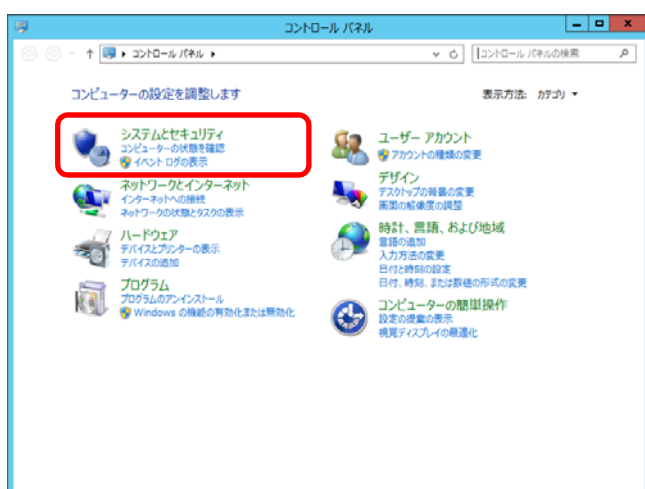 コントロール パネル
コントロール パネル
コントロール パネルの検索
コンピューターの設定を調整します
表示方法: カテゴリ
システムとセキュリティ
コンピューターの状態を確認
イベント ログの表示
ネットワークとインターネット
インターネットへの接続
ネットワークの状態とタスクの表示
ハードウェア
デバイスとプリンターの表示
デバイスの追加
プログラム
プログラムのアンインストール
Windows の機能の有効化または無効化
ユーザー アカウント
アカウントの種類の変更
デザイン
デスクトップの背景の変更
画面の解像度の調整
時計、言語、および地域
言語の追加
入力方法の変更
日付と時刻の設定
日付、時刻、または数値の形式の変更
コンピューターの簡単操作
設定の提案の表示
視覚ディスプレイの最適化